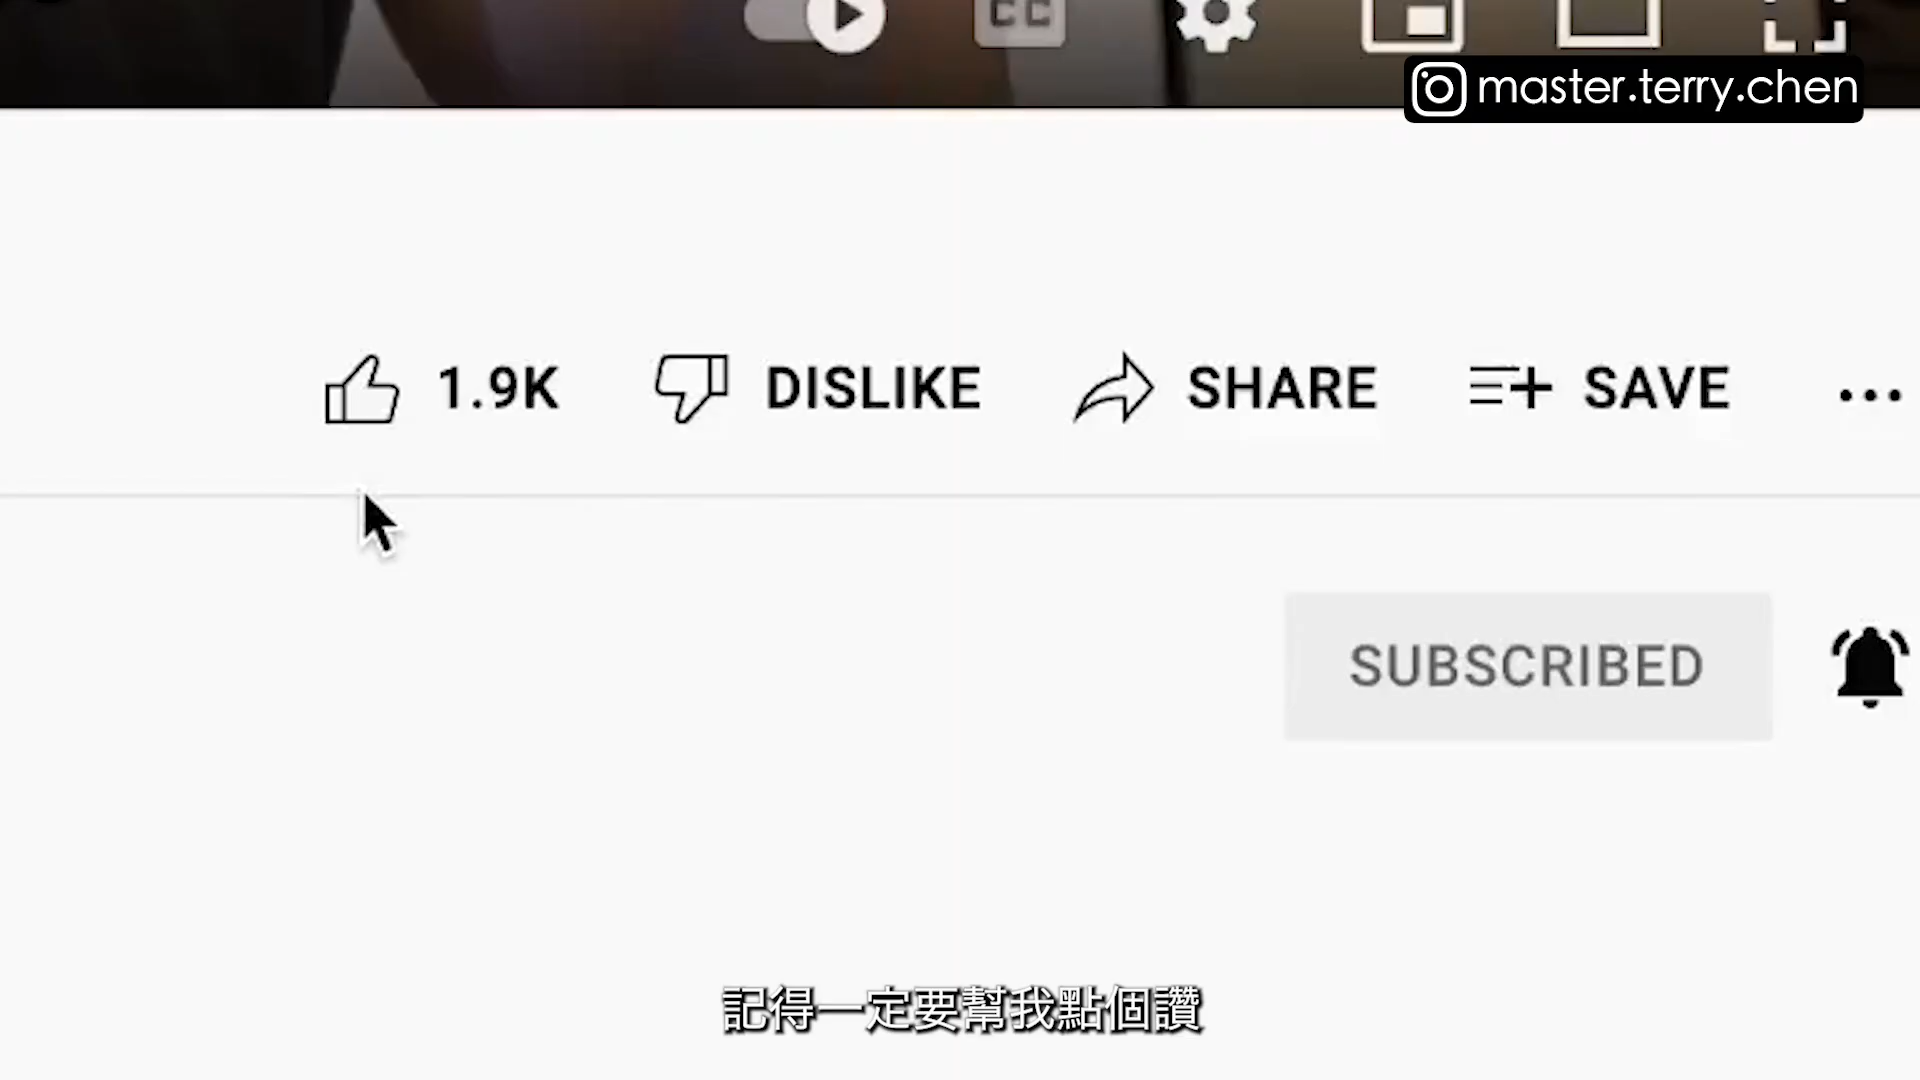 CC
master.terry.chen
1.9K DISLIKE SHARE SAVE
SUBSCRIBED
記得一定要幫我點個讚